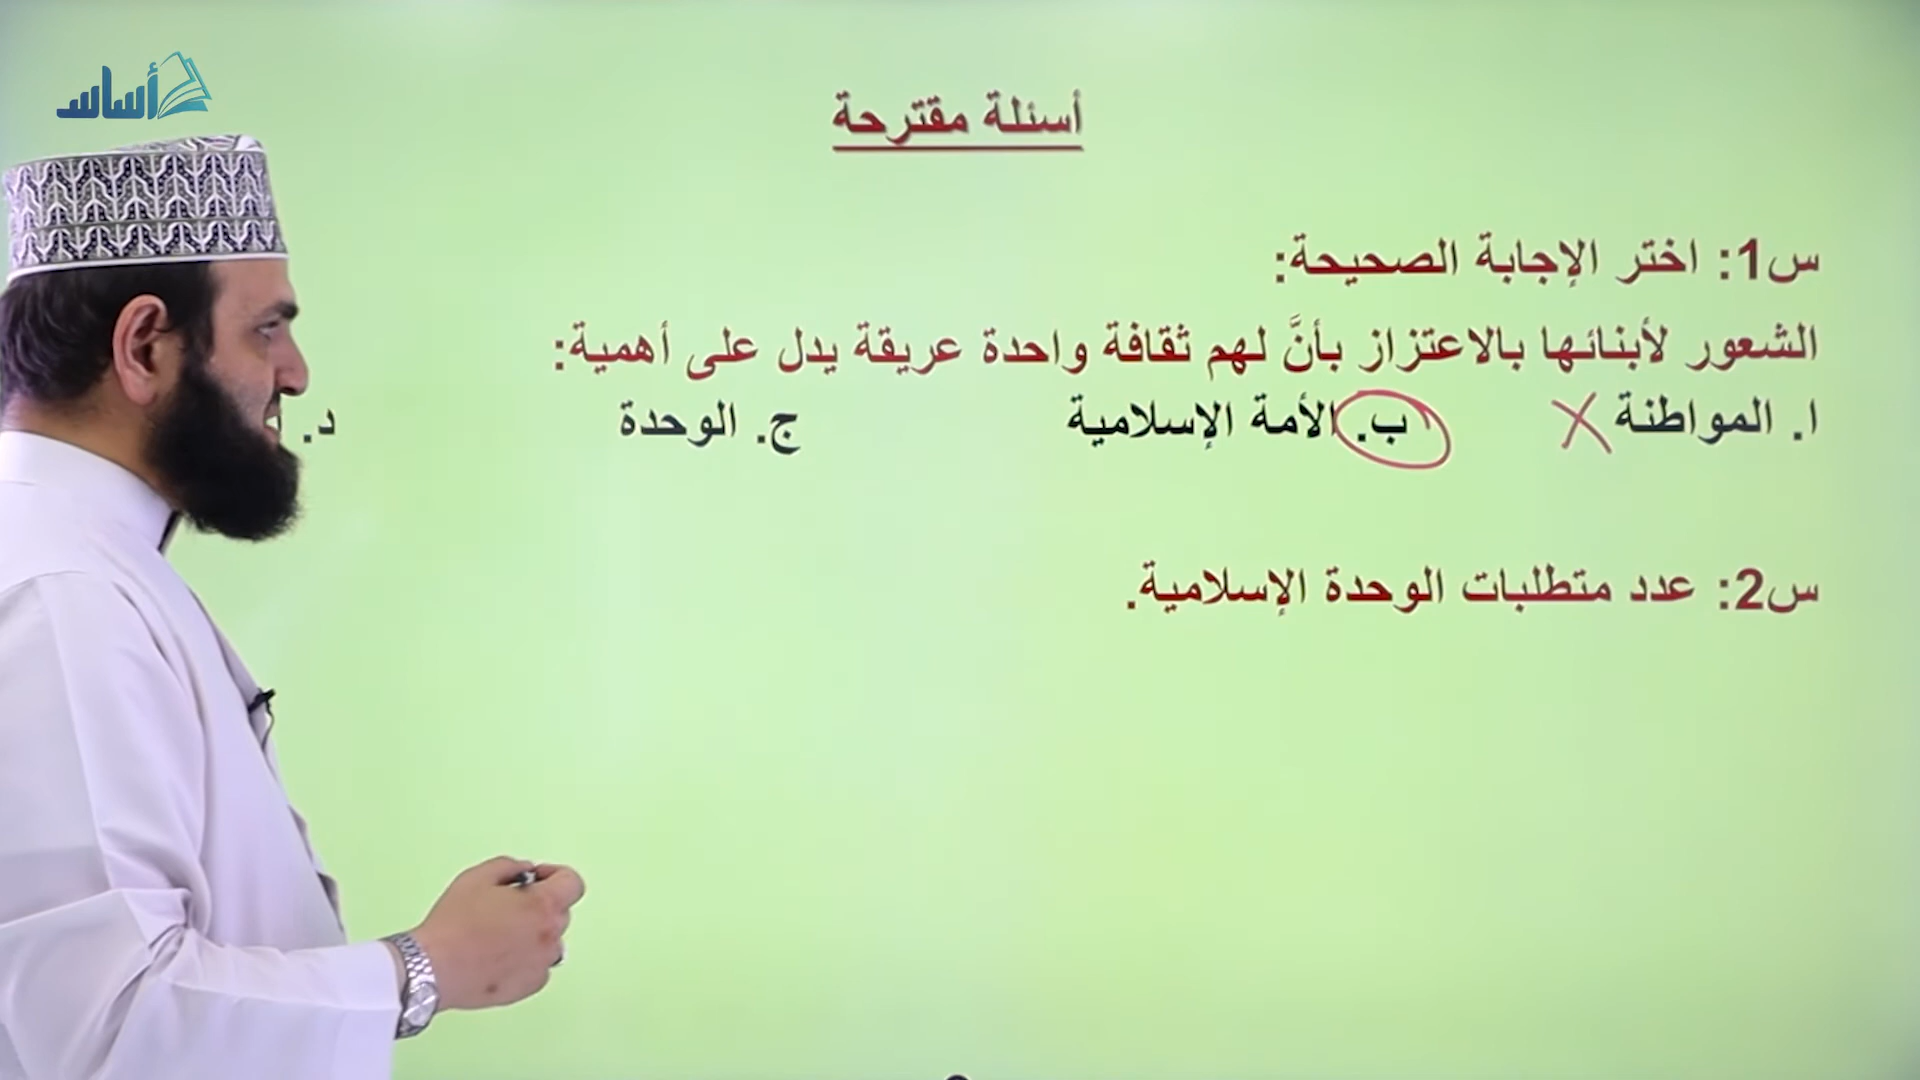 أساس
أسئلة مقترحة
س1: اختر الإجابة الصحيحة:
الشعور لأبنائها بالاعتزاز بأنَّ لهم ثقافة واحدة عريقة يدل على أهمية:
ا. المواطنة ب. الأمة الإسلامية ج. الوحدة د.
س2: عدد متطلبات الوحدة الإسلامية.